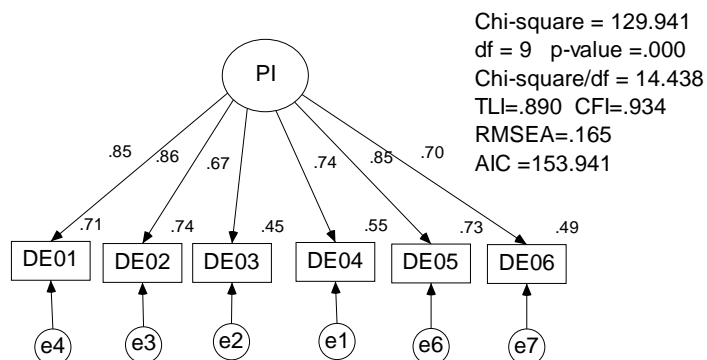 Chi-square = 129.941
df = 9 p-value =.000
Chi-square/df = 14.438
TLI=.890 CFI=.934
RMSEA=.165
AIC =153.941
PI
.85 .86 .67 .74 .85 .70
.71 .74 .45 .55 .73 .49
DE01 DE02 DE03 DE04 DE05 DE06
e4 e3 e2 e1 e6 e7